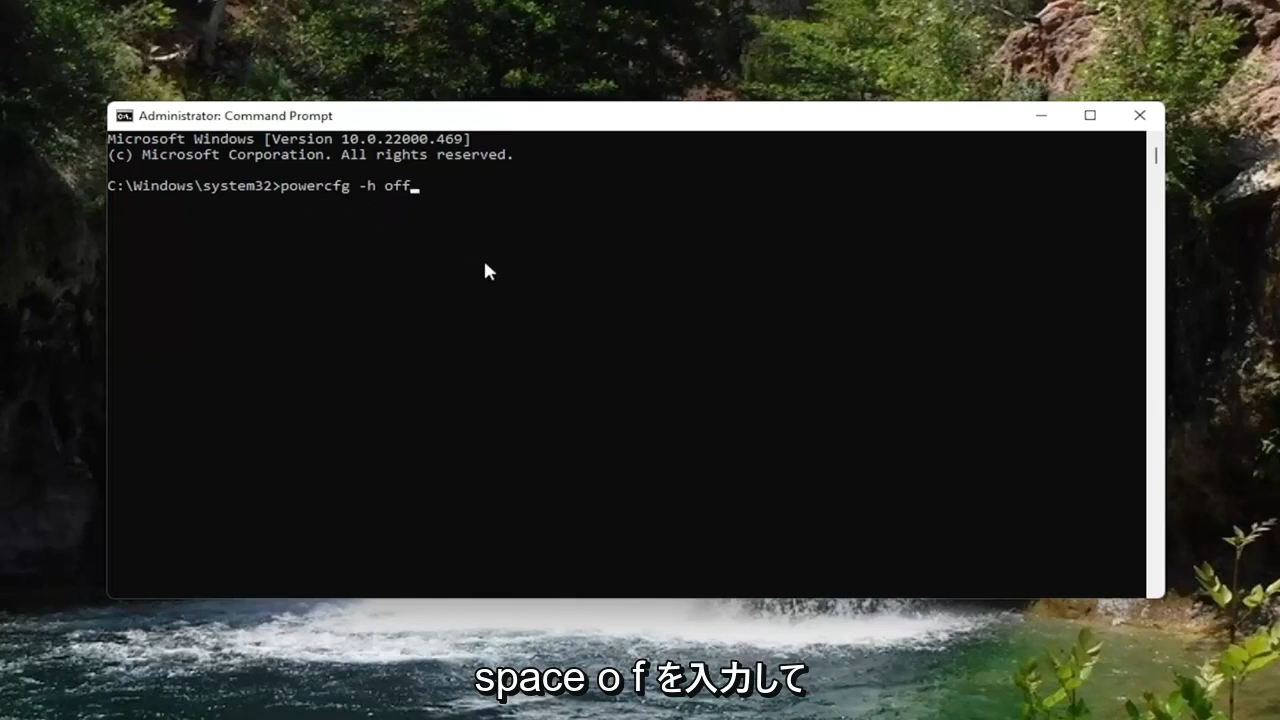 Administrator: Command Prompt
Microsoft Windows [Version 10.0.22000.469]
(c) Microsoft Corporation. All rights reserved.
C:\Windows\system32>powercfg -h off
space o f を入力して